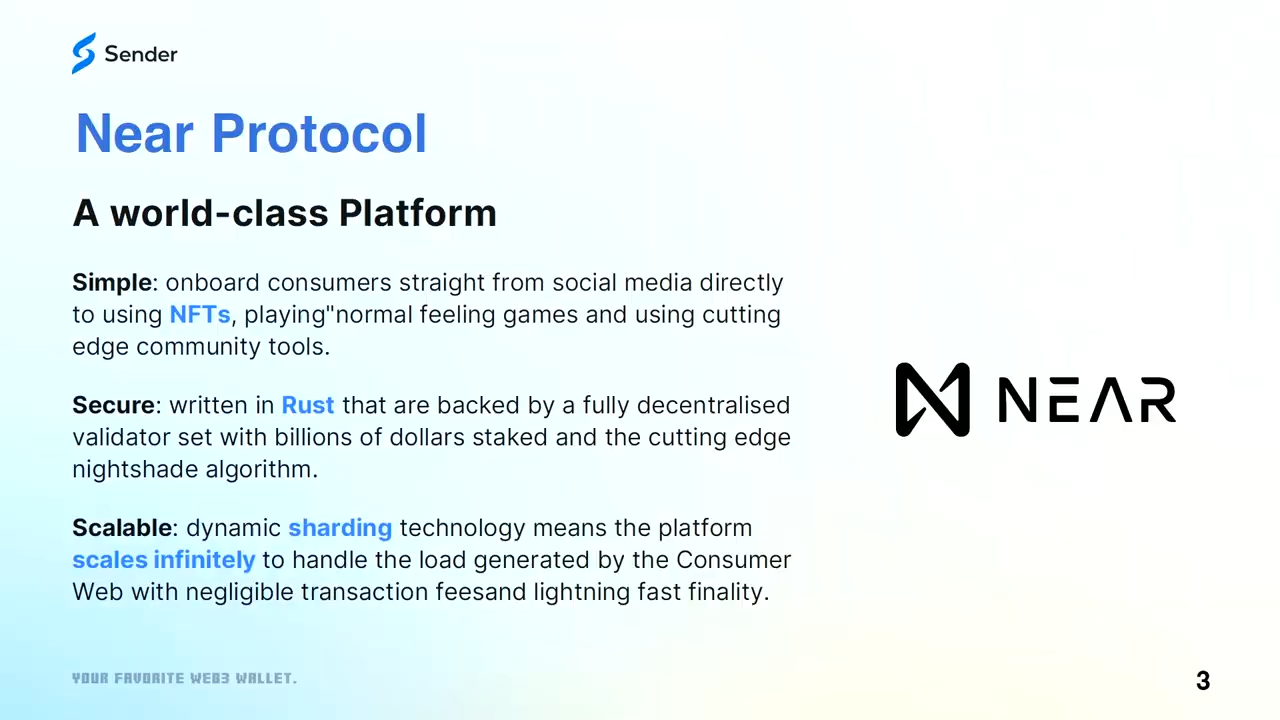 Sender
Near Protocol
A world-class Platform
Simple: onboard consumers straight from social media directly
to using NFTs, playing"normal feeling games and using cutting
edge community tools.
Secure: written in Rust that are backed by a fully decentralised
validator set with billions of dollars staked and the cutting edge
nightshade algorithm.
Scalable: dynamic sharding technology means the platform
scales infinitely to handle the load generated by the Consumer
Web with negligible transaction feesand lightning fast finality.
NEAR
YOUR FAVORITE WEB3 WALLET.
3